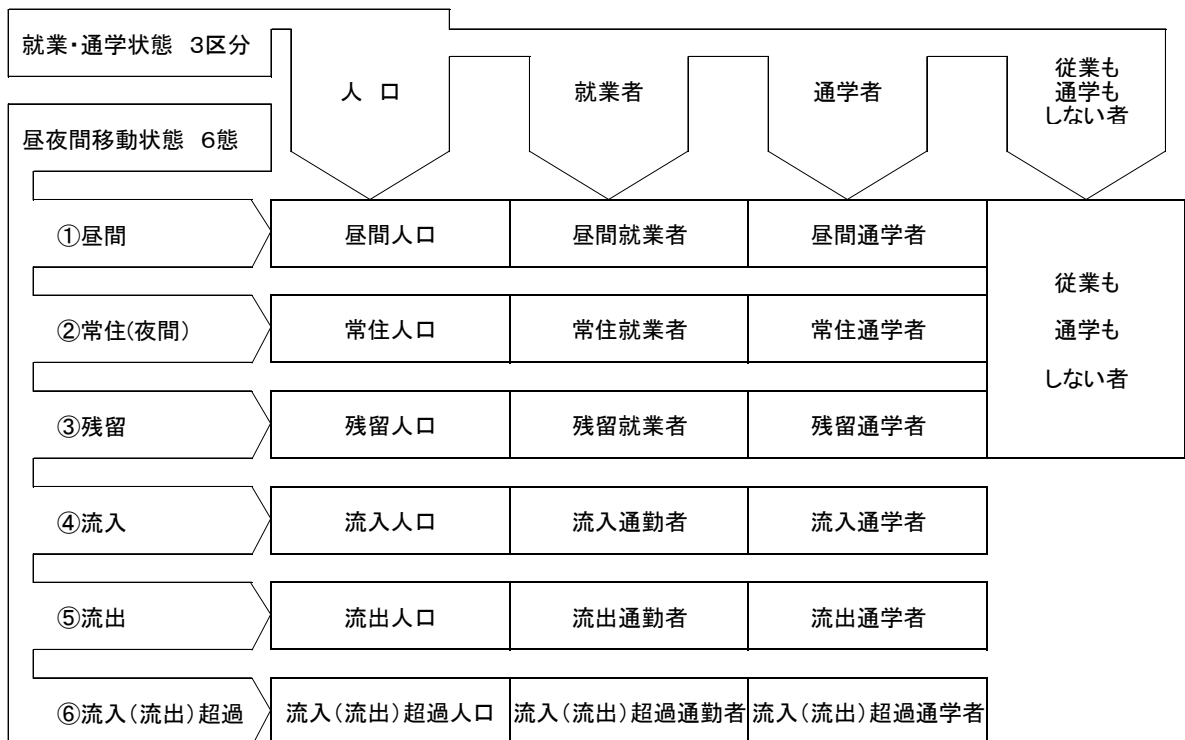 就業・通学状態 3区分
人 口
就業者
通学者
従業も
通学も
しない者
昼夜間移動状態 6態
①昼間
昼間人口
昼間就業者
昼間通学者
②常住(夜間)
常住人口
常住就業者
常住通学者
従業も
通学も
しない者
③残留
残留人口
残留就業者
残留通学者
④流入
流入人口
流入通勤者
流入通学者
⑤流出
流出人口
流出通勤者
流出通学者
⑥流入(流出)超過
流入(流出)超過人口
流入(流出)超過通勤者
流入(流出)超過通学者